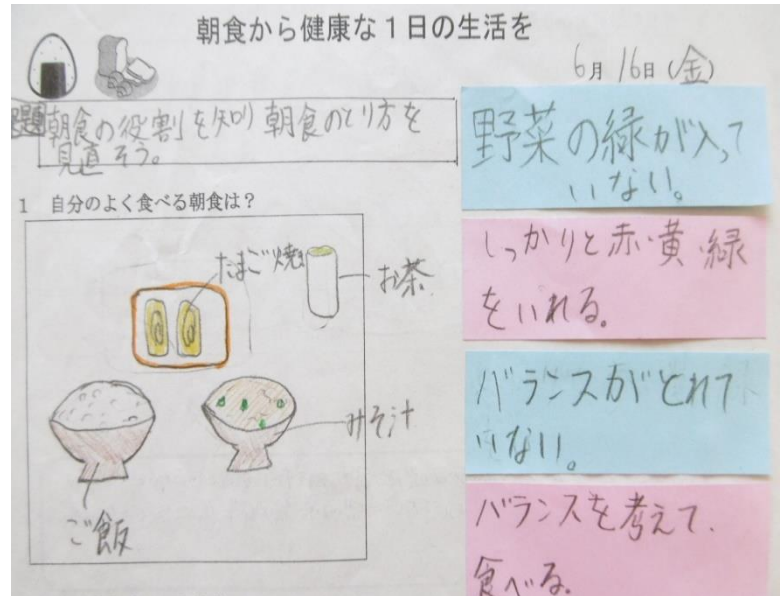 朝食から健康な1日の生活を
6月16日(金)
課題 朝食の役割を知り朝食のとり方を
見直そう。
1 自分のよく食べる朝食は?
たまご焼き
お茶
みそ汁
ご飯
野菜の緑が入って
いない。
しっかりと赤・黄・緑
をいれる。
バランスがとれて
いない。
バランスを考えて、
食べる。